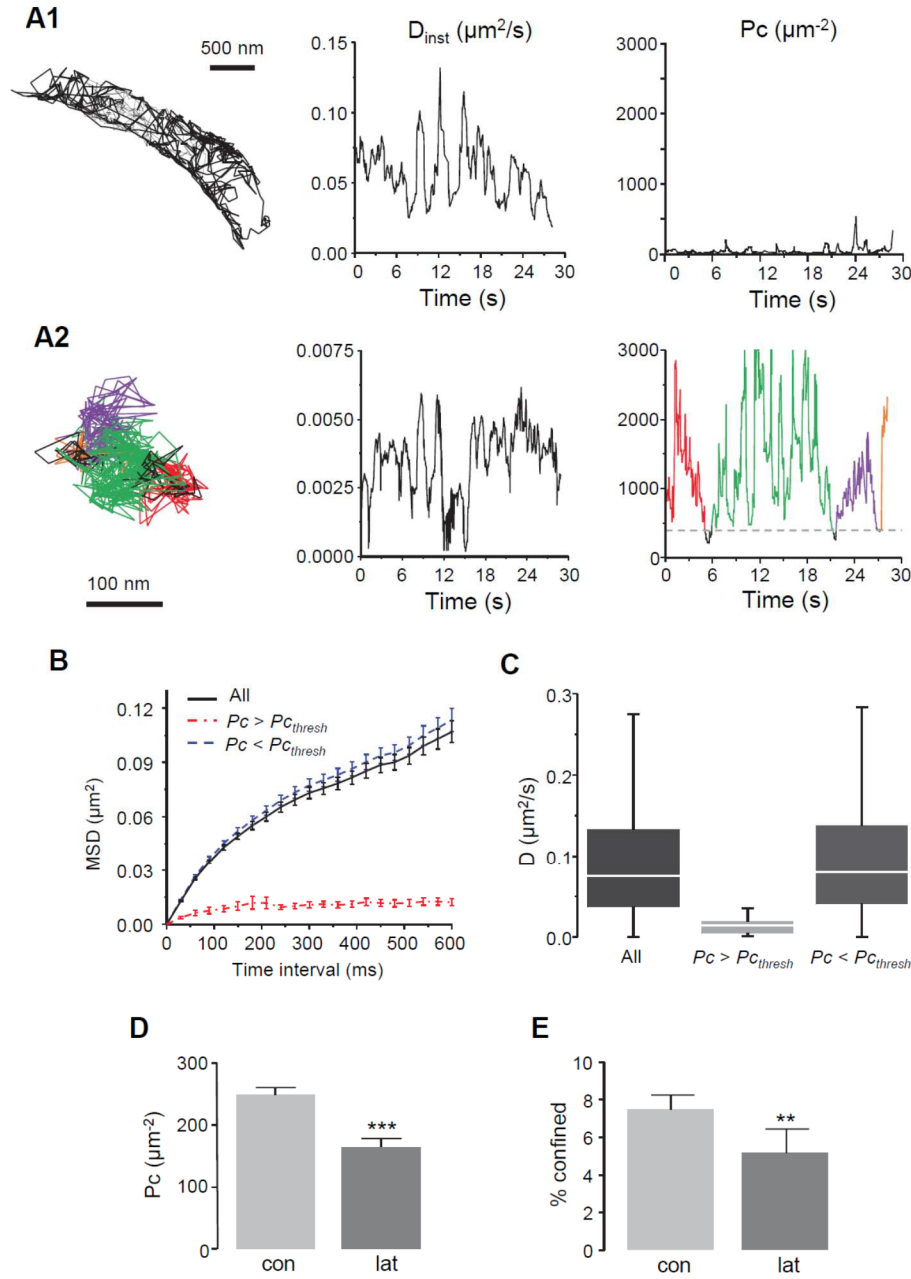 A1
500 nm
D_inst (μm²/s)
0.15
0.10
0.05
0.00
0 6 12 18 24 30
Time (s)
Pc (μm⁻²)
3000
2000
1000
0
0 6 12 18 24 30
Time (s)
A2
100 nm
0.0075
0.005
0.0025
0.0000
0 6 12 18 24 30
Time (s)
3000
2000
1000
0
0 6 12 18 24 30
Time (s)
B
All
Pc > Pc_thresh
Pc < Pc_thresh
MSD (μm²)
0.12
0.09
0.06
0.03
0.00
0 100 200 300 400 500 600
Time interval (ms)
C
D (μm²/s)
0.3
0.2
0.1
0.0
All
Pc > Pc_thresh
Pc < Pc_thresh
D
Pc (μm⁻²)
300
200
100
0
***
con lat
E
% confined
10
8
6
4
2
0
**
con lat